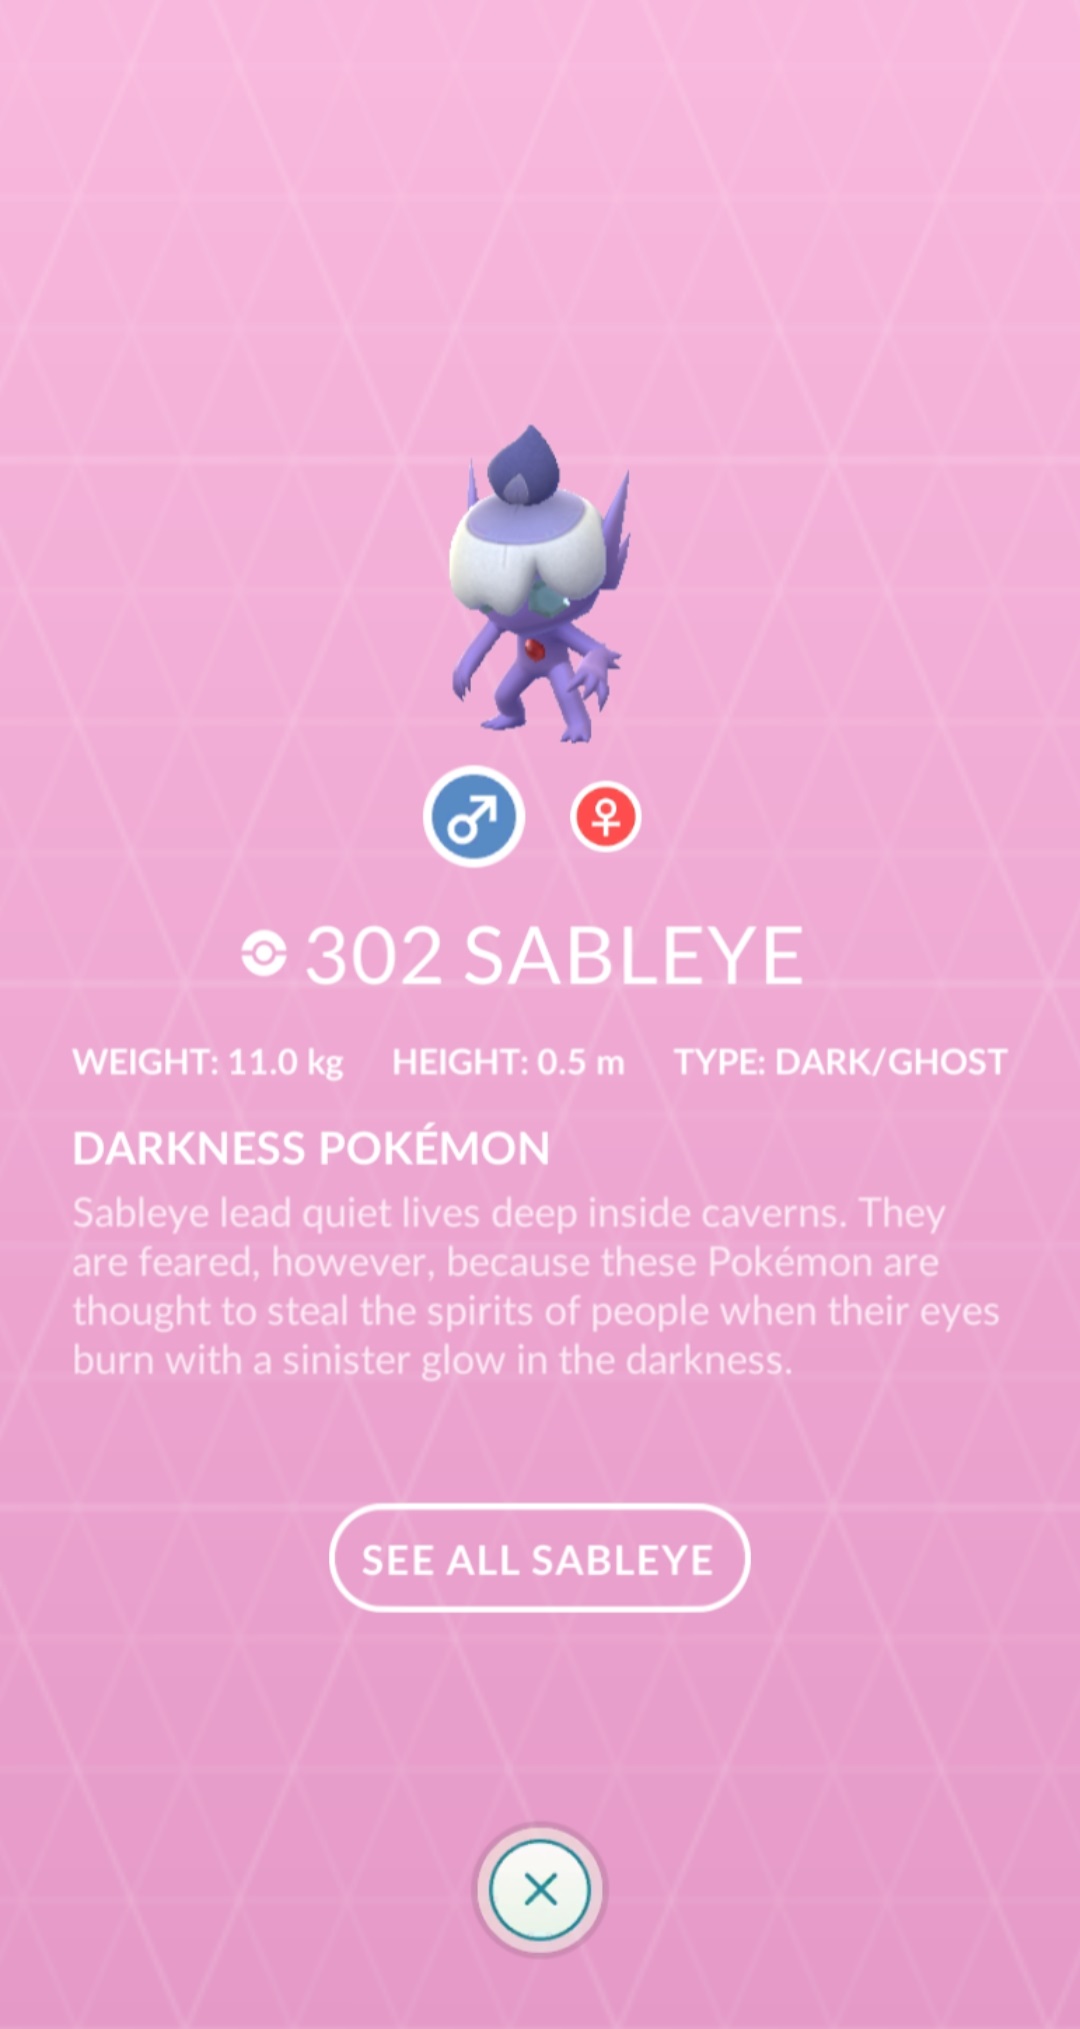 302 SABLEYE
WEIGHT: 11.0 kg HEIGHT: 0.5 m TYPE: DARK/GHOST
DARKNESS POKÉMON
Sableye lead quiet lives deep inside caverns. They
are feared, however, because these Pokémon are
thought to steal the spirits of people when their eyes
burn with a sinister glow in the darkness.
SEE ALL SABLEYE